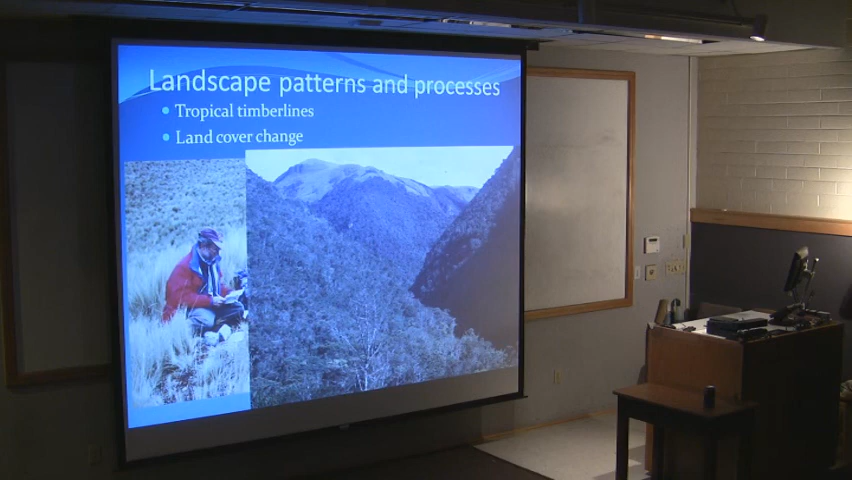 Landscape patterns and processes
Tropical timberlines
Land cover change